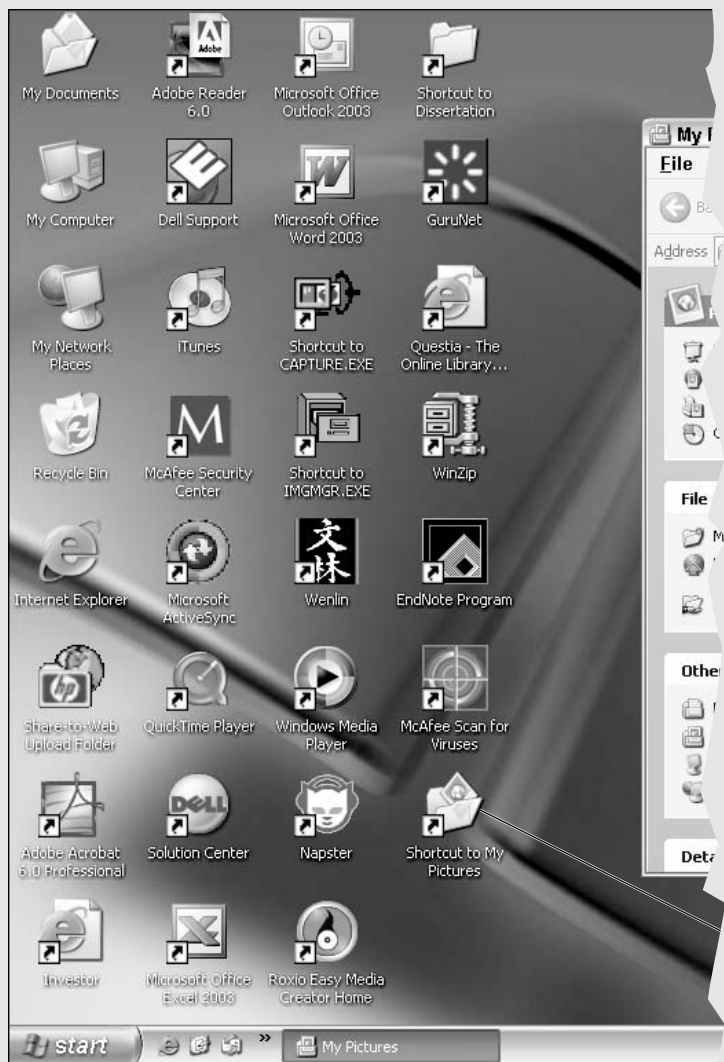 My Documents
Adobe
Adobe Reader
6.0
Microsoft Office
Outlook 2003
Shortcut to
Dissertation
My Computer
Dell Support
W
Microsoft Office
Word 2003
GuruNet
My Network
Places
iTunes
Shortcut to
CAPTURE.EXE
Questia - The
Online Library...
Recycle Bin
M
McAfee Security
Center
Shortcut to
IMGMGR.EXE
WinZip
Internet Explorer
Microsoft
ActiveSync
文
林
Wenlin
EndNote Program
hp
Share-to-Web
Upload Folder
QuickTime Player
Windows Media
Player
McAfee Scan for
Viruses
Adobe Acrobat
6.0 Professional
DELL
Solution Center
Napster
Shortcut to My
Pictures
Investor
Microsoft Office
Excel 2003
Roxio Easy Media
Creator Home
My
File
Address
File
start
»
My Pictures